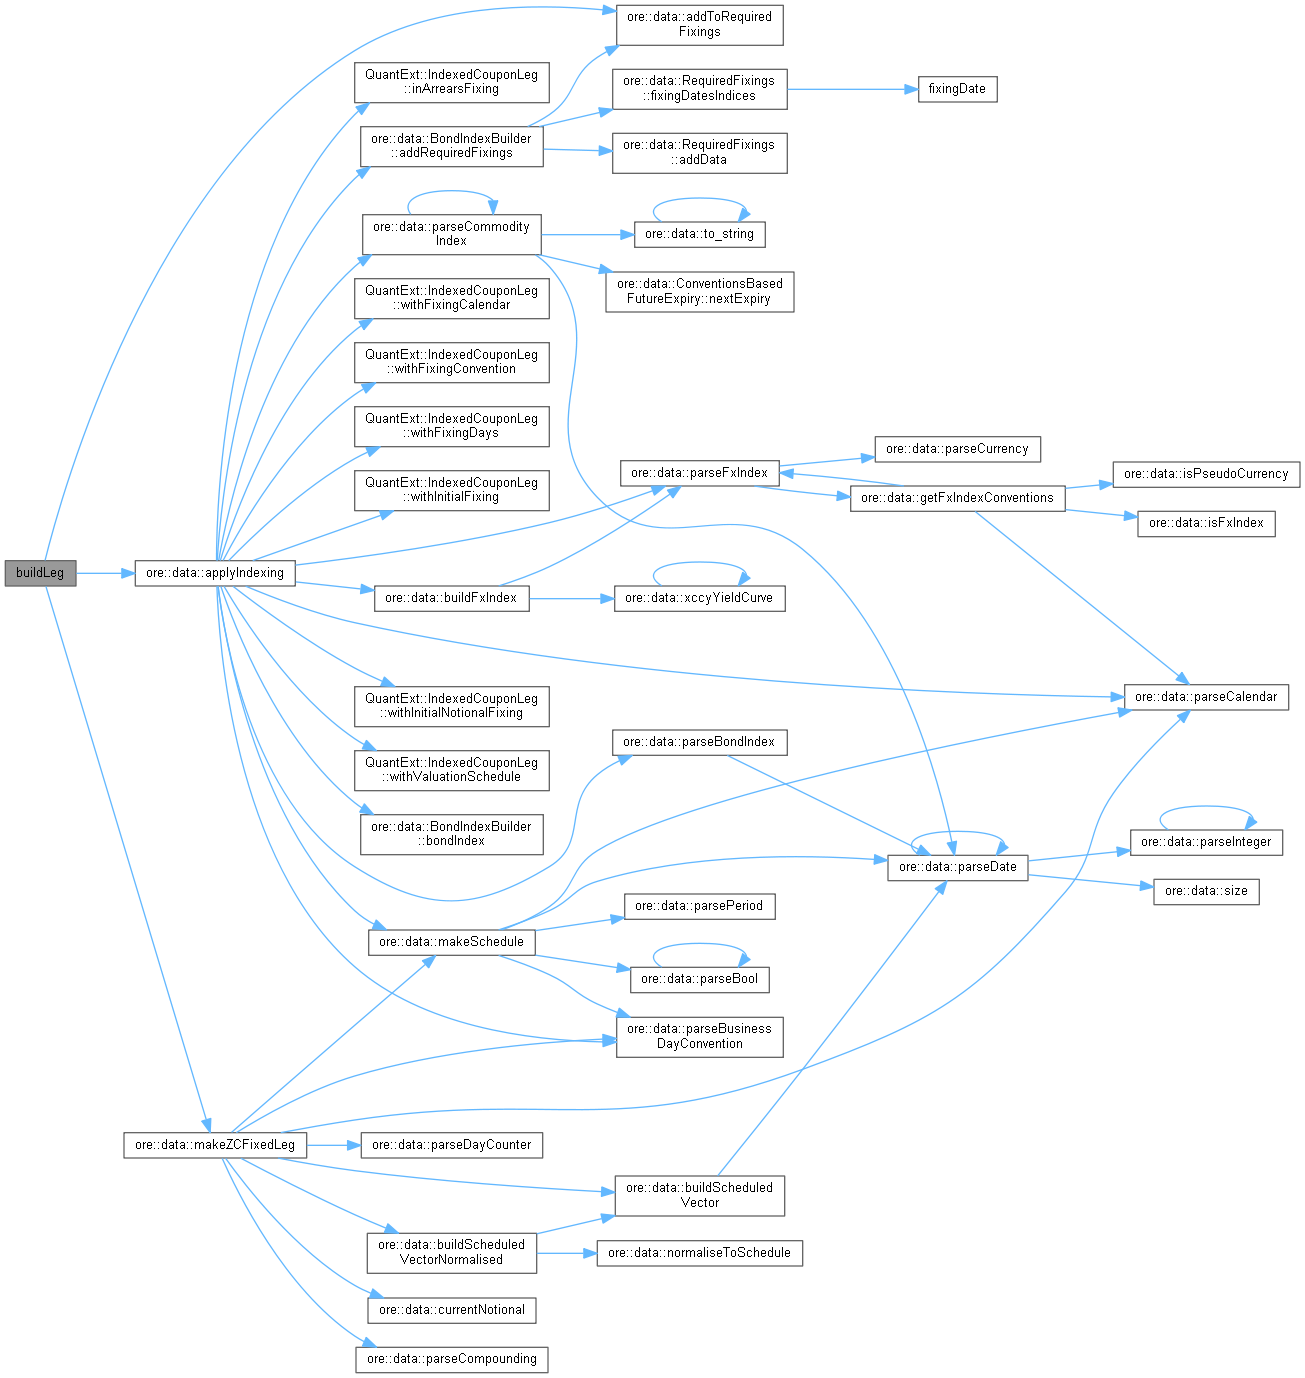 ore::data::addToRequired
Fixings
QuantExt::IndexedCouponLeg
::inArrearsFixing
ore::data::RequiredFixings
::fixingDatesIndices
fixingDate
ore::data::BondIndexBuilder
::addRequiredFixings
ore::data::RequiredFixings
::addData
ore::data::parseCommodity
Index
ore::data::to_string
ore::data::ConventionsBased
FutureExpiry::nextExpiry
QuantExt::IndexedCouponLeg
::withFixingCalendar
QuantExt::IndexedCouponLeg
::withFixingConvention
QuantExt::IndexedCouponLeg
::withFixingDays
ore::data::parseCurrency
ore::data::parseFxIndex
ore::data::isPseudoCurrency
QuantExt::IndexedCouponLeg
::withInitialFixing
ore::data::getFxIndexConventions
ore::data::isFxIndex
buildLeg
ore::data::applyIndexing
ore::data::buildFxIndex
ore::data::xccyYieldCurve
QuantExt::IndexedCouponLeg
::withInitialNotionalFixing
ore::data::parseCalendar
ore::data::parseBondIndex
QuantExt::IndexedCouponLeg
::withValuationSchedule
ore::data::BondIndexBuilder
::bondIndex
ore::data::parseInteger
ore::data::parseDate
ore::data::size
ore::data::parsePeriod
ore::data::makeSchedule
ore::data::parseBool
ore::data::parseBusiness
DayConvention
ore::data::makeZCFixedLeg
ore::data::parseDayCounter
ore::data::buildScheduled
Vector
ore::data::buildScheduled
VectorNormalised
ore::data::normaliseToSchedule
ore::data::currentNotional
ore::data::parseCompounding